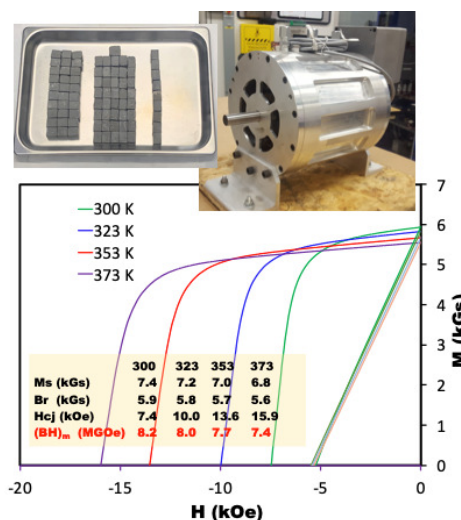 300 K
323 K
353 K
373 K
7
6
5
4
3
2
1
0
M (kGs)
300 323 353 373
Ms (kGs) 7.4 7.2 7.0 6.8
Br (kGs) 5.9 5.8 5.7 5.6
Hcj (kOe) 7.4 10.0 13.6 15.9
(BH)m (MGOe) 8.2 8.0 7.7 7.4
-20 -15 -10 -5 0
H (kOe)